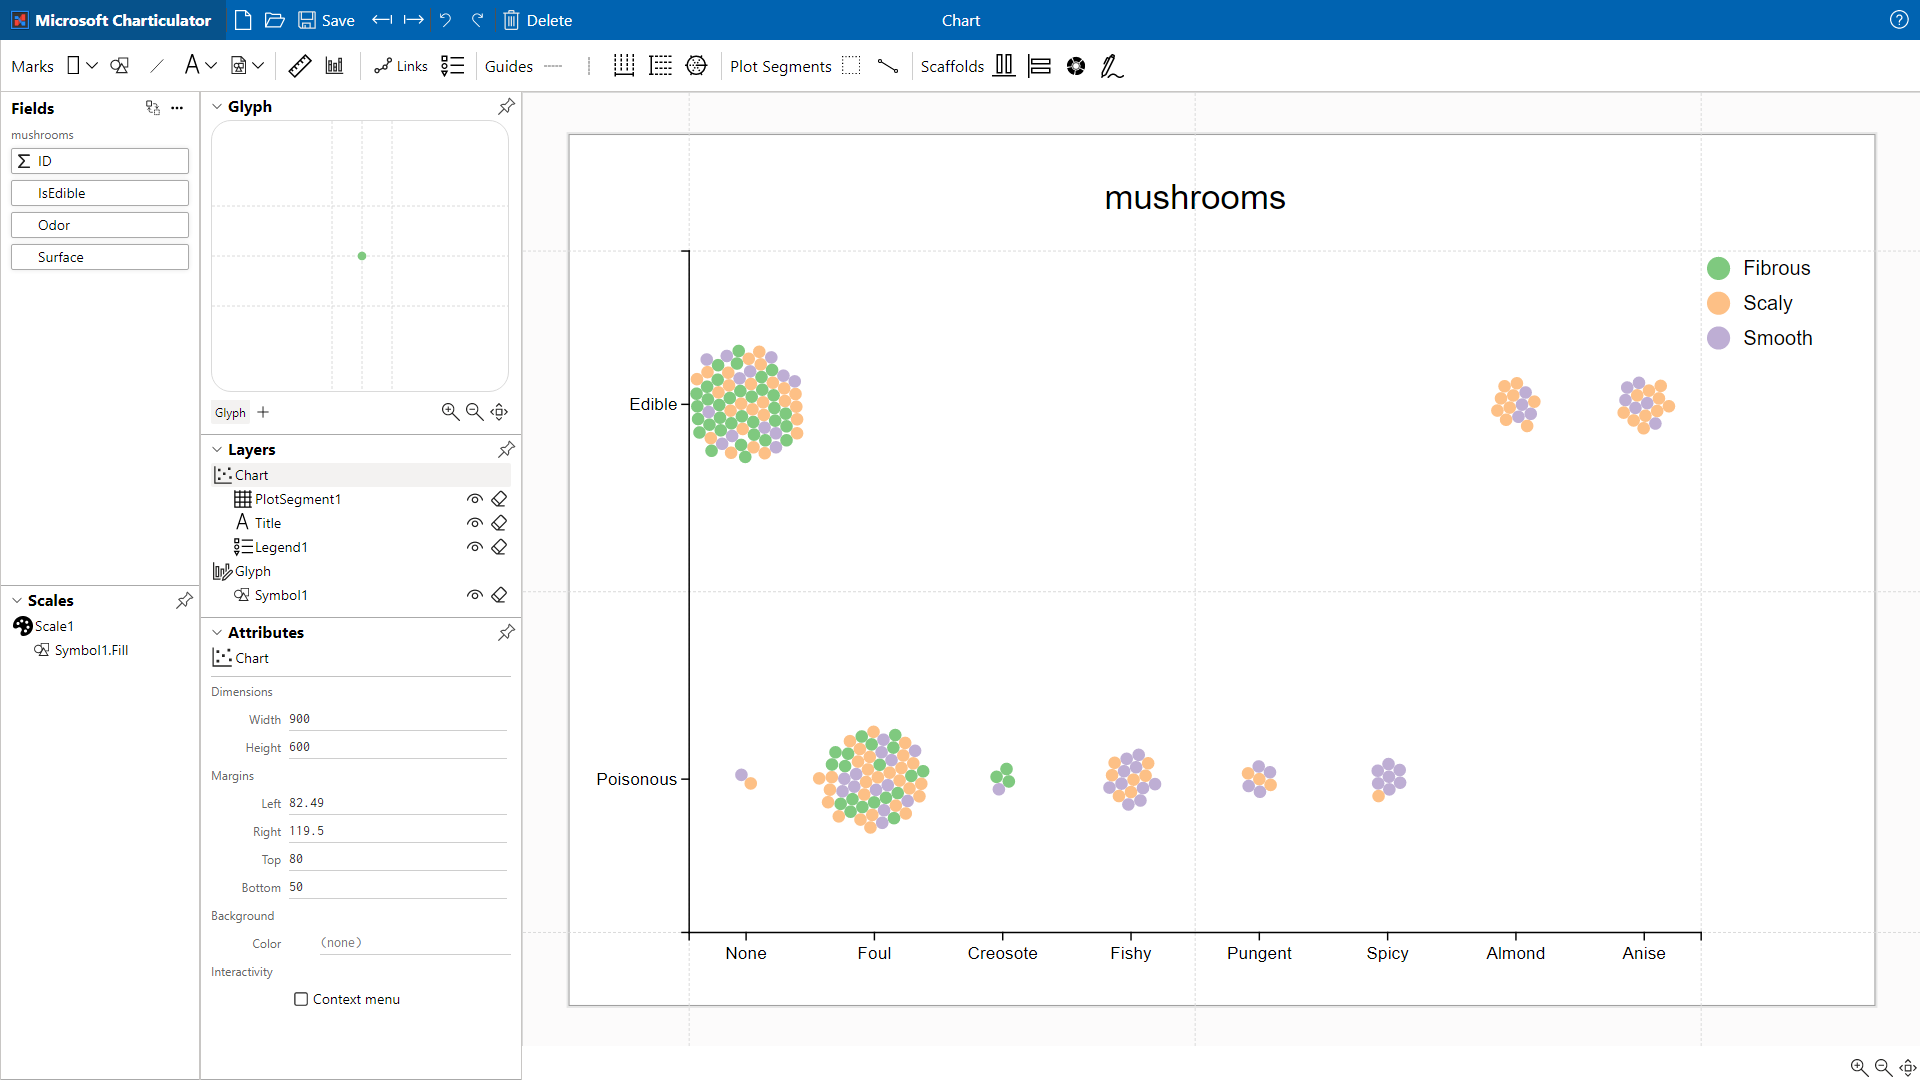 Microsoft Charticulator Save Delete Chart
Marks Links Guides Plot Segments Scaffolds
Fields
mushrooms
ID
IsEdible
Odor
Surface
Scales
Scale1
Symbol1.Fill
Glyph
Glyph
Layers
Chart
PlotSegment1
Title
Legend1
Glyph
Symbol1
Attributes
Chart
Dimensions
Width 900
Height 600
Margins
Left 82.49
Right 119.5
Top 80
Bottom 50
Background
Color (none)
Interactivity
Context menu
mushrooms
Fibrous
Scaly
Smooth
Edible
Poisonous
None Foul Creosote Fishy Pungent Spicy Almond Anise